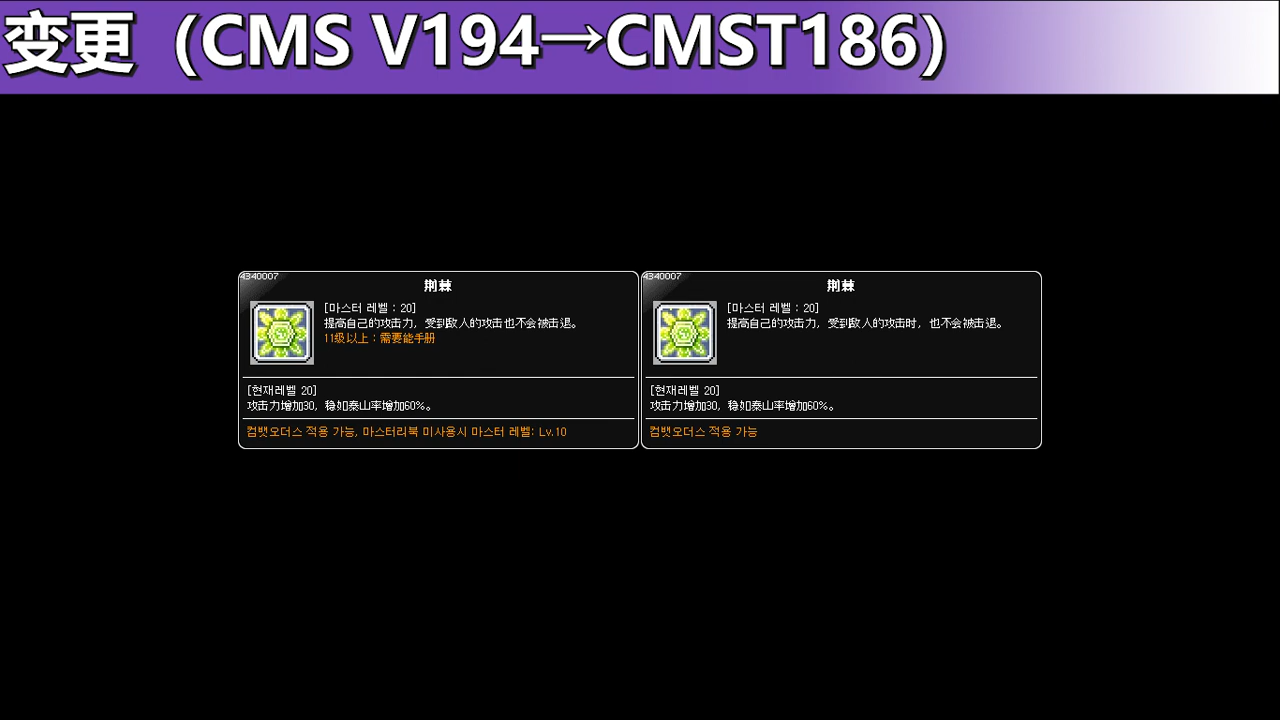 变更（CMS V194→CMST186）
4340007
荆棘
[마스터 레벨 : 20]
提高自己的攻击力，受到敌人的攻击也不会被击退。
11级以上：需要能手册
[현재레벨 20]
攻击力增加30，稳如泰山率增加60%。
컴뱃오더스 적용 가능, 마스터리북 미사용시 마스터 레벨: Lv.10
4340007
荆棘
[마스터 레벨 : 20]
提高自己的攻击力，受到敌人的攻击时，也不会被击退。
[현재레벨 20]
攻击力增加30，稳如泰山率增加60%。
컴뱃오더스 적용 가능